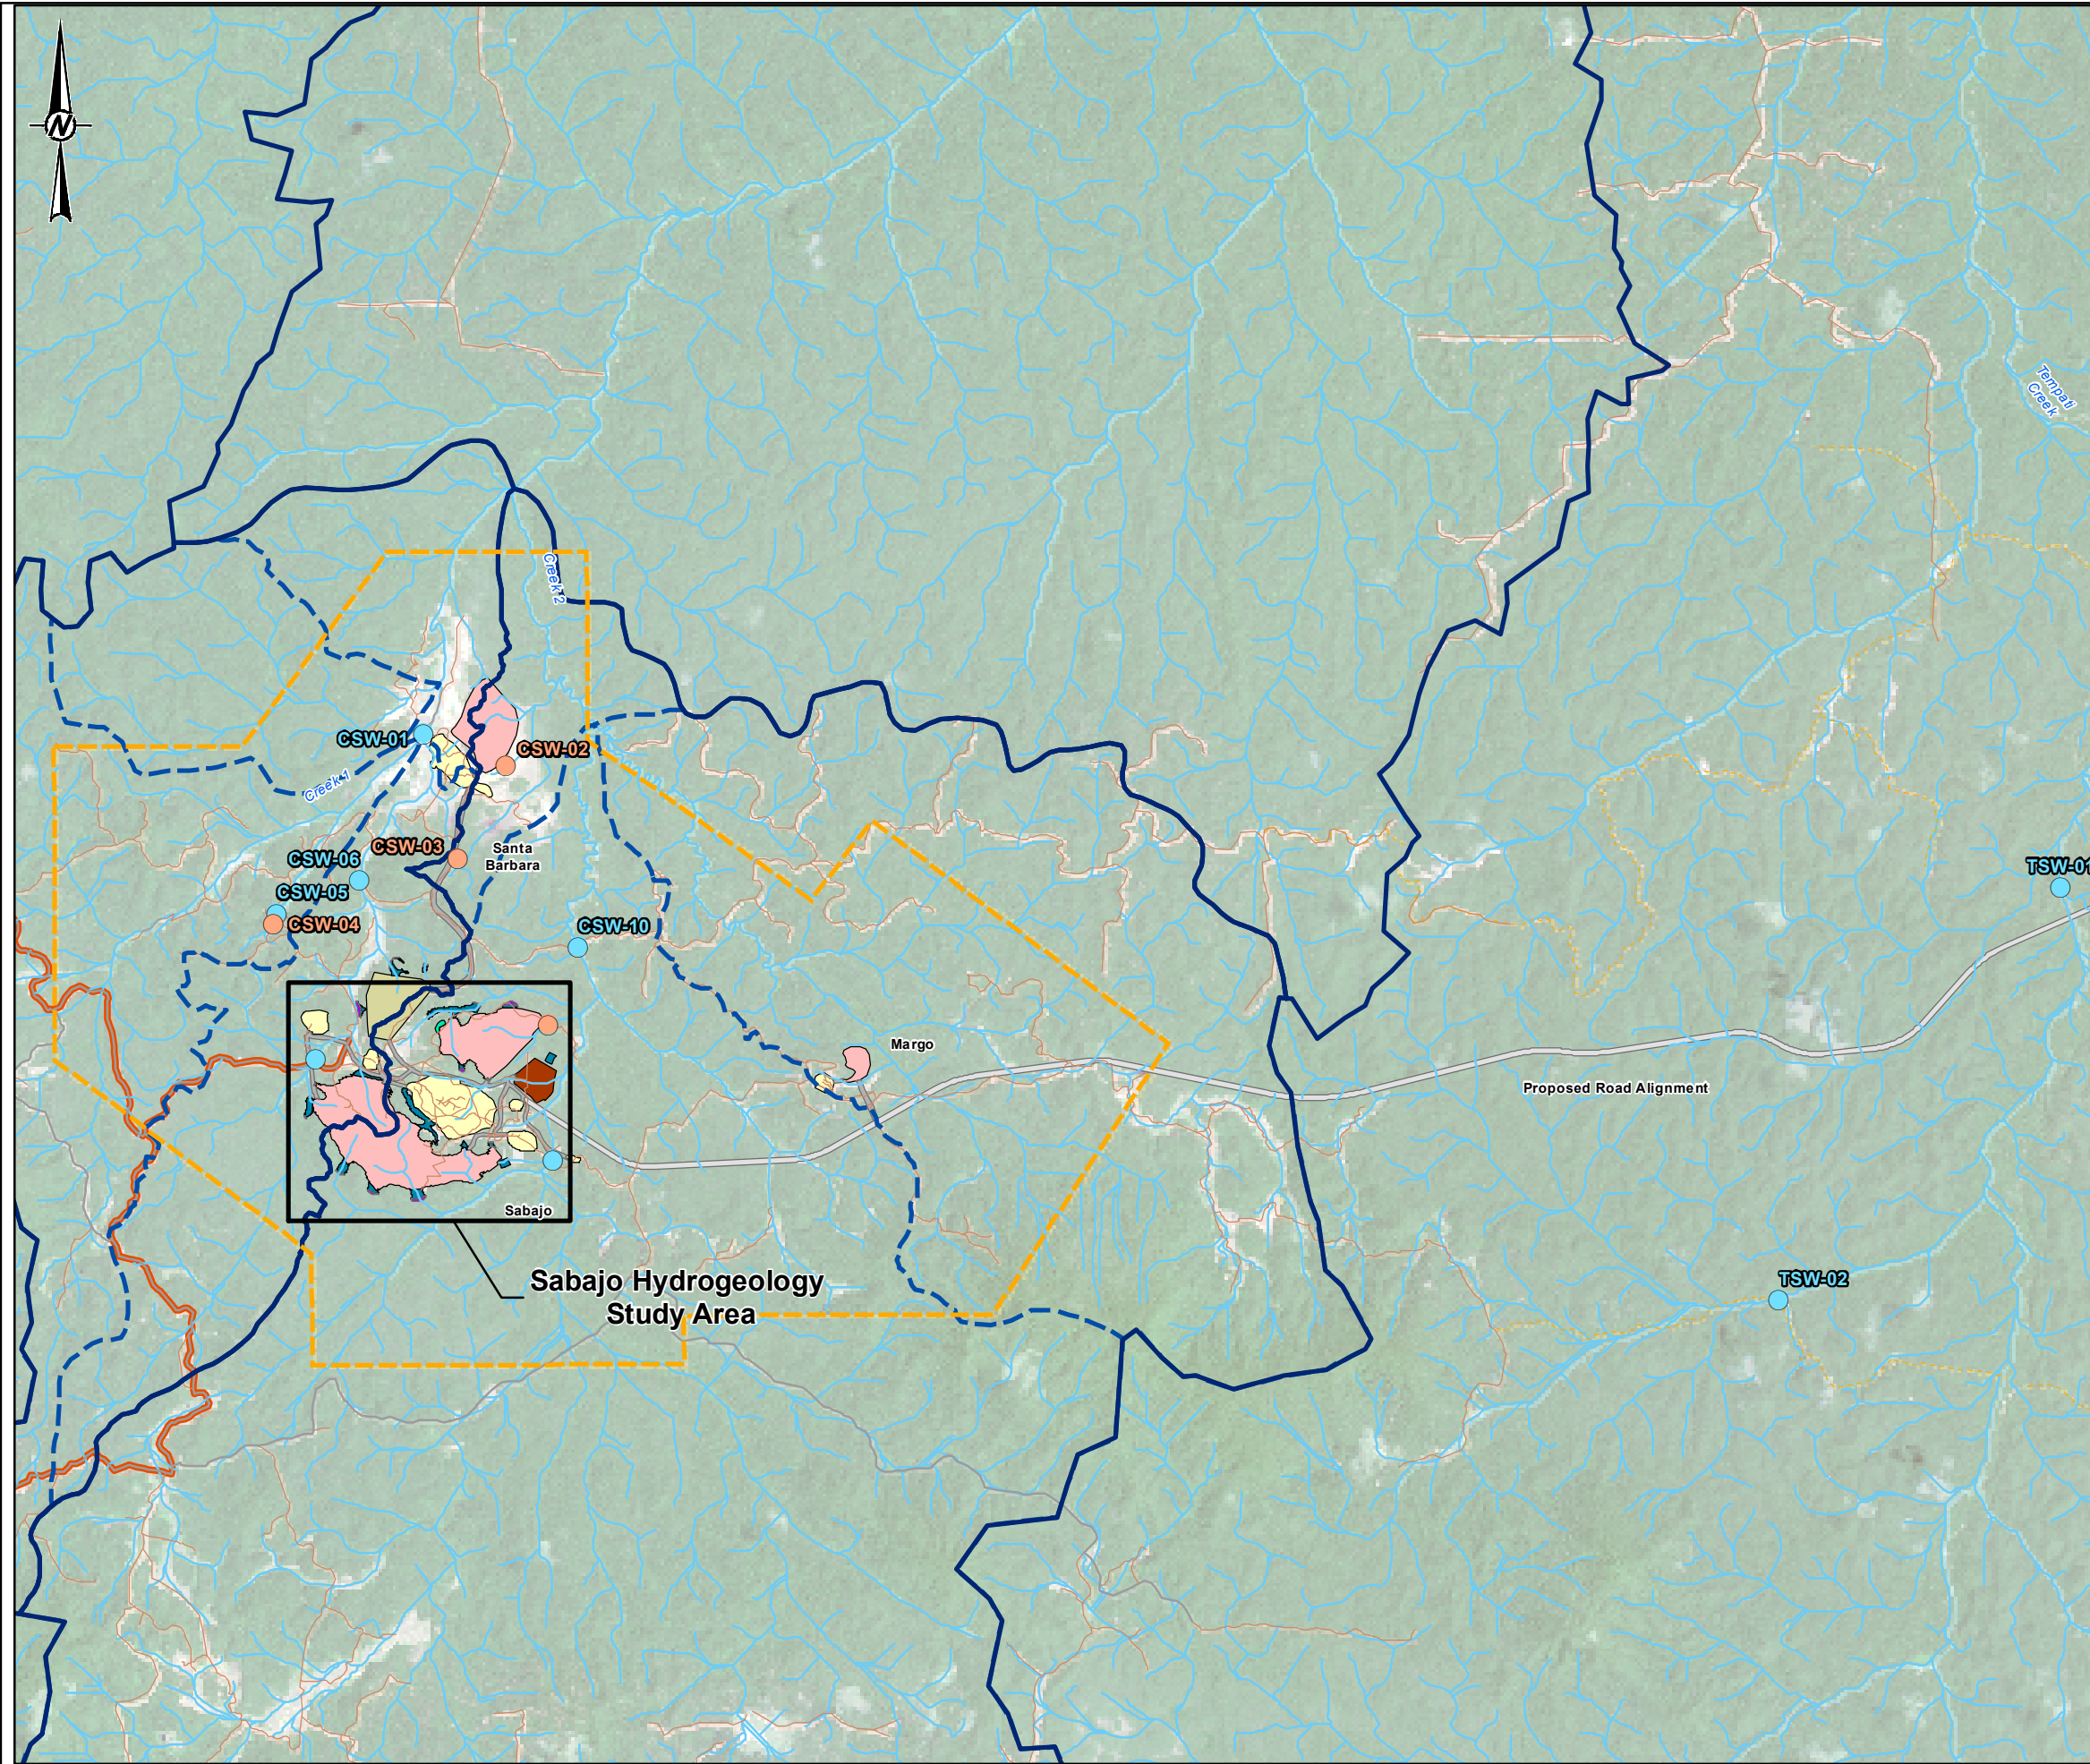 N
Tempati
Creek
Creek 2
CSW-01
CSW-02
Creek 1
CSW-03
Santa
Barbara
CSW-06
CSW-05
CSW-04
CSW-10
TSW-01
Margo
Proposed Road Alignment
Sabajo
Sabajo Hydrogeology
Study Area
TSW-02